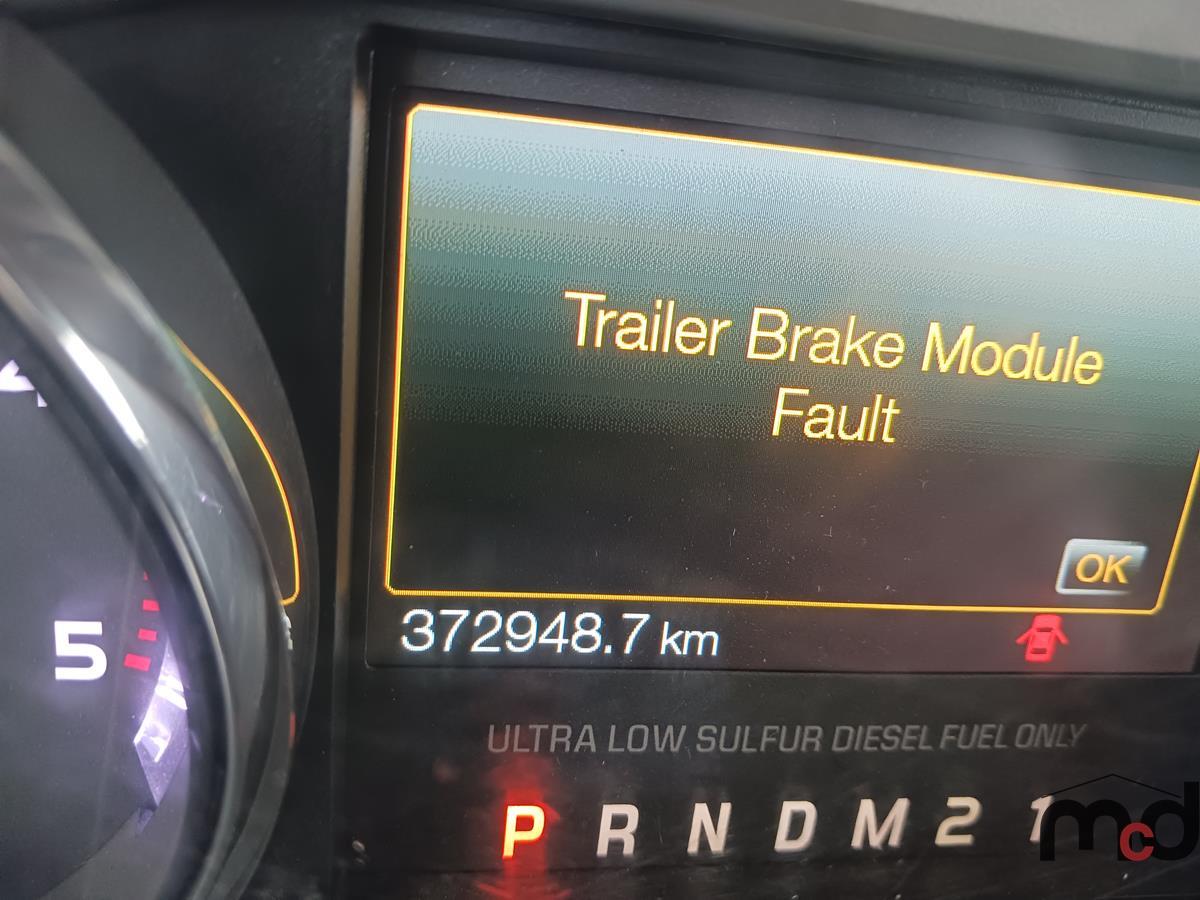 Trailer Brake Module
Fault
OK
372948.7 km
5
ULTRA LOW SULFUR DIESEL FUEL ONLY
P R N D M 2 1
mcd